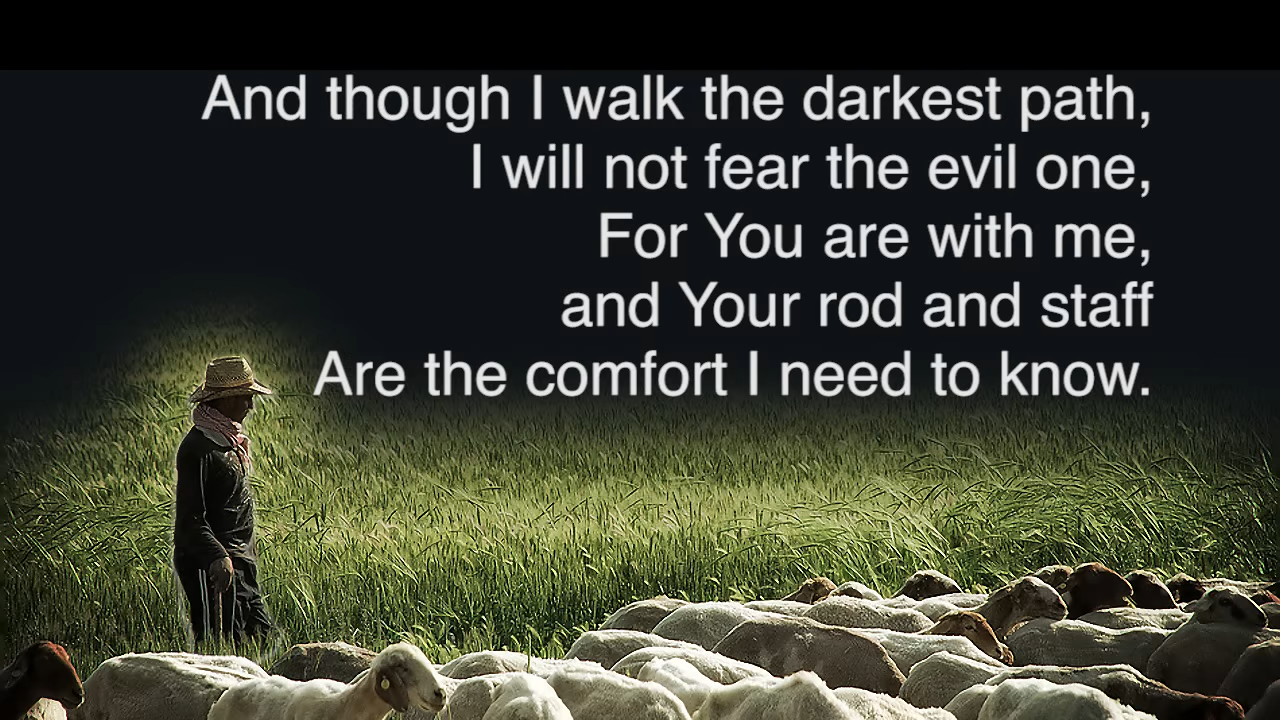 And though I walk the darkest path,
I will not fear the evil one,
For You are with me,
and Your rod and staff
Are the comfort I need to know.